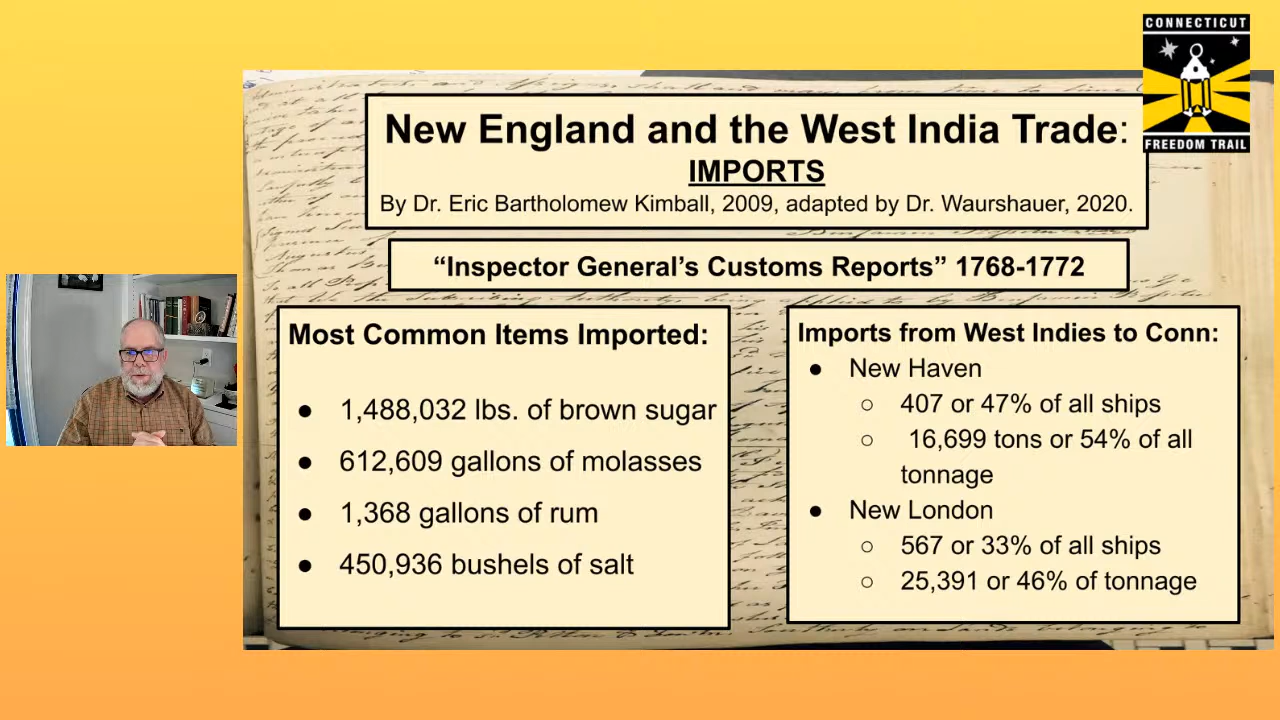 CONNECTICUT
FREEDOM TRAIL
New England and the West India Trade:
IMPORTS
By Dr. Eric Bartholomew Kimball, 2009, adapted by Dr. Waurshauer, 2020.
“Inspector General’s Customs Reports” 1768-1772
Most Common Items Imported:
● 1,488,032 lbs. of brown sugar
● 612,609 gallons of molasses
● 1,368 gallons of rum
● 450,936 bushels of salt
Imports from West Indies to Conn:
● New Haven
○ 407 or 47% of all ships
○ 16,699 tons or 54% of all
tonnage
● New London
○ 567 or 33% of all ships
○ 25,391 or 46% of tonnage